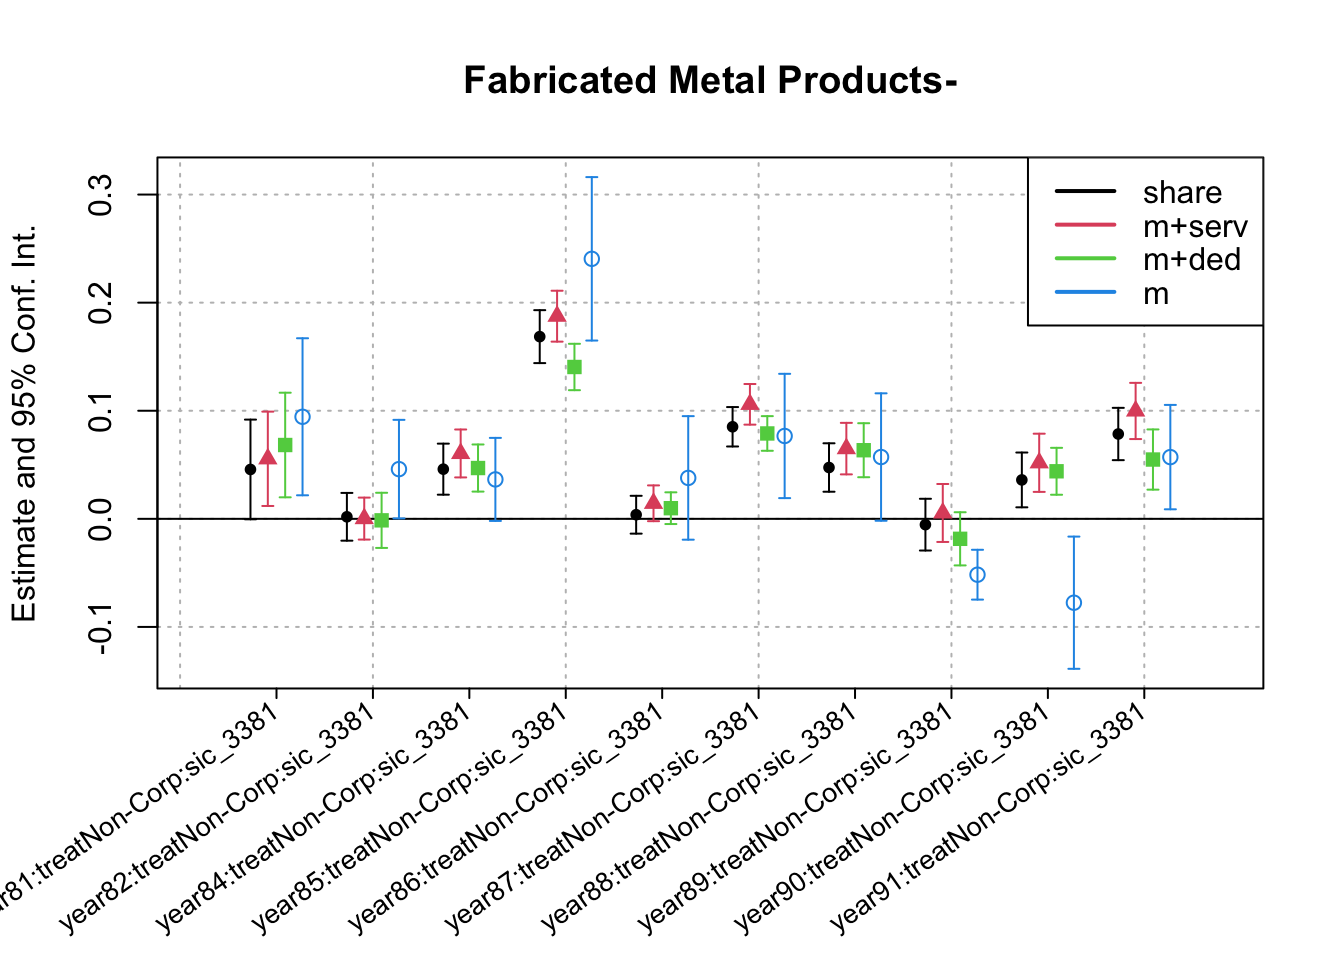 Fabricated Metal Products-
Estimate and 95% Conf. Int.
0.3
0.2
0.1
0.0
-0.1
share
m+serv
m+ded
m
r81:treatNon-Corp:sic_3381
year82:treatNon-Corp:sic_3381
year84:treatNon-Corp:sic_3381
year85:treatNon-Corp:sic_3381
year86:treatNon-Corp:sic_3381
year87:treatNon-Corp:sic_3381
year88:treatNon-Corp:sic_3381
year89:treatNon-Corp:sic_3381
year90:treatNon-Corp:sic_3381
year91:treatNon-Corp:sic_3381